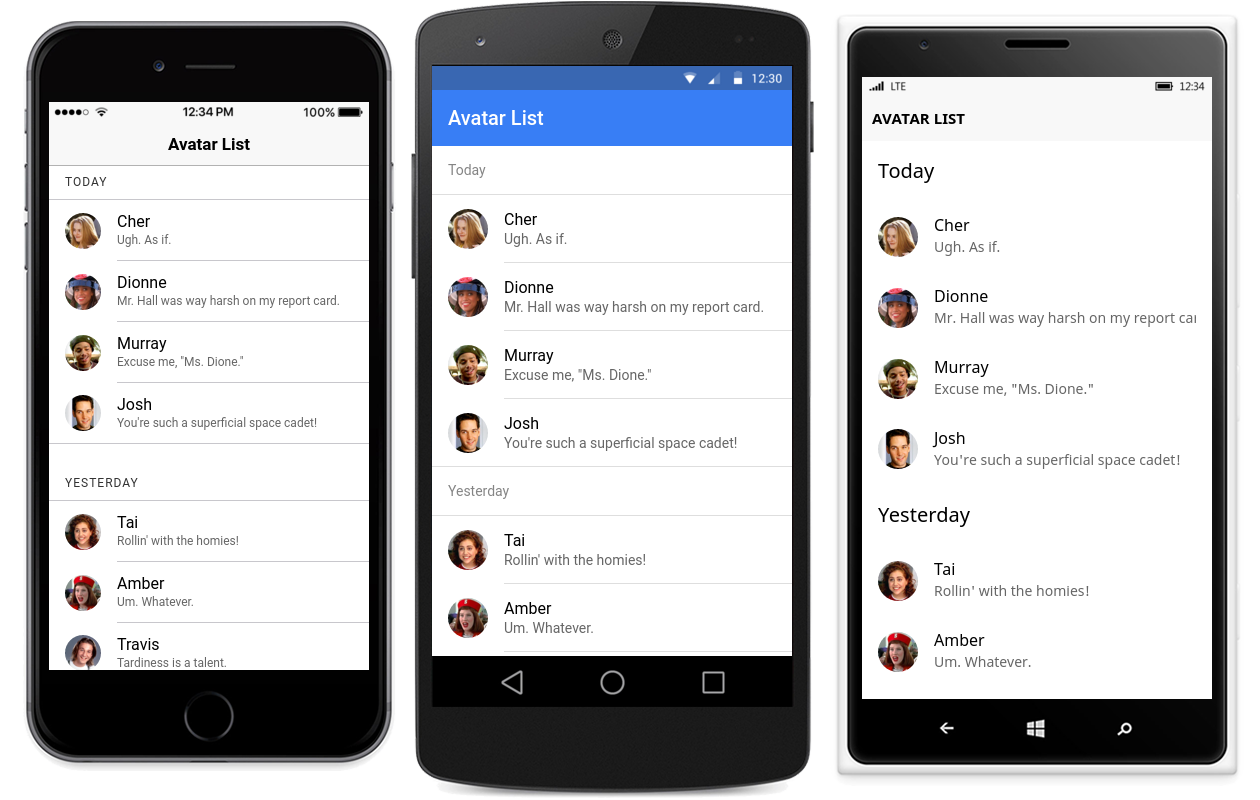 12:34 PM
100%
Avatar List
TODAY
Cher
Ugh. As if.
Dionne
Mr. Hall was way harsh on my report card.
Murray
Excuse me, "Ms. Dione."
Josh
You're such a superficial space cadet!
YESTERDAY
Tai
Rollin' with the homies!
Amber
Um. Whatever.
Travis
Tardiness is a talent.
12:30
Avatar List
Today
Cher
Ugh. As if.
Dionne
Mr. Hall was way harsh on my report card.
Murray
Excuse me, "Ms. Dione."
Josh
You're such a superficial space cadet!
Yesterday
Tai
Rollin' with the homies!
Amber
Um. Whatever.
LTE
12:34
AVATAR LIST
Today
Cher
Ugh. As if.
Dionne
Mr. Hall was way harsh on my report car
Murray
Excuse me, "Ms. Dione."
Josh
You're such a superficial space cadet!
Yesterday
Tai
Rollin' with the homies!
Amber
Um. Whatever.